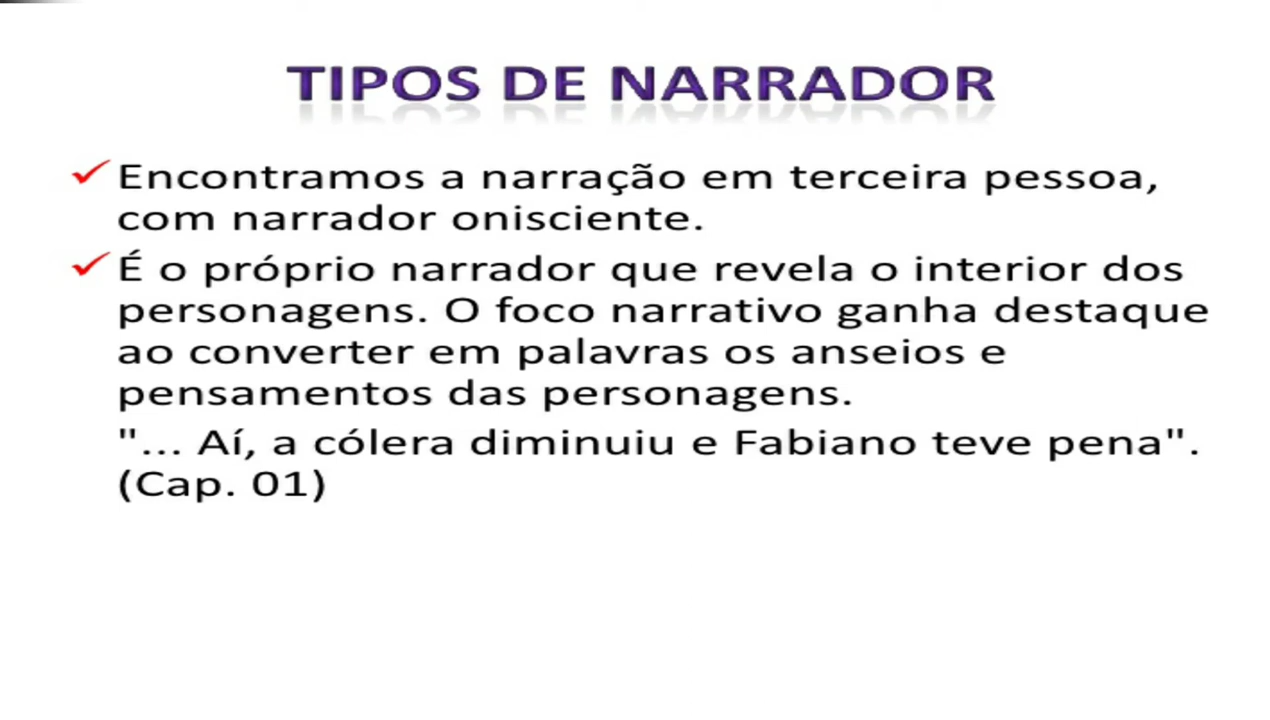 TIPOS DE NARRADOR
Encontramos a narração em terceira pessoa,
com narrador onisciente.
É o próprio narrador que revela o interior dos
personagens. O foco narrativo ganha destaque
ao converter em palavras os anseios e
pensamentos das personagens.
"... Aí, a cólera diminuiu e Fabiano teve pena".
(Cap. 01)